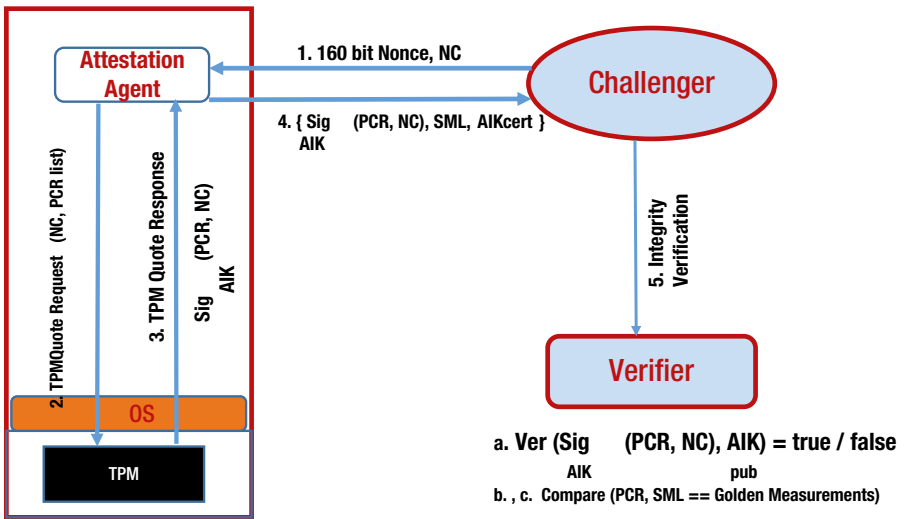 Attestation
Agent
1. 160 bit Nonce, NC
Challenger
4. { Sig (PCR, NC), SML, AIKcert }
AIK
2. TPMQuote Request (NC, PCR list)
3. TPM Quote Response
Sig (PCR, NC)
AIK
5. Integrity
Verification
OS
TPM
Verifier
a. Ver (Sig (PCR, NC), AIK) = true / false
AIK pub
b. , c. Compare (PCR, SML == Golden Measurements)